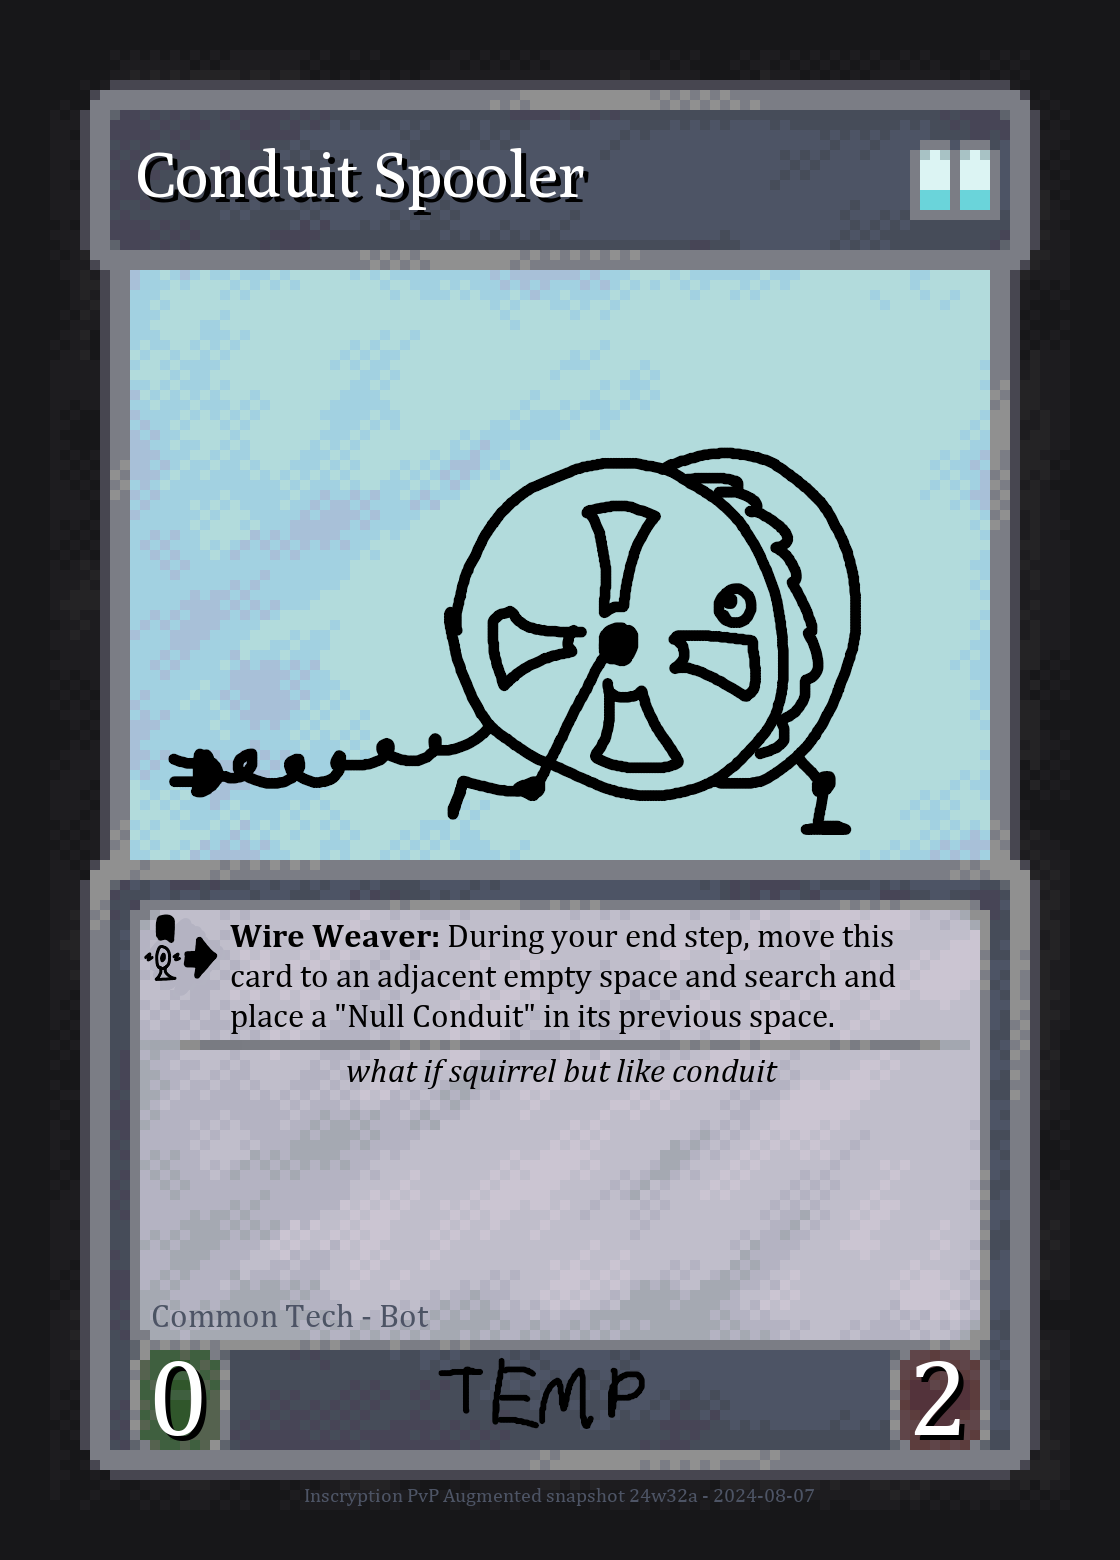 Conduit Spooler
Wire Weaver: During your end step, move this
card to an adjacent empty space and search and
place a "Null Conduit" in its previous space.
what if squirrel but like conduit
Common Tech - Bot
0 TEMP 2
Inscryption PvP Augmented snapshot 24w32a - 2024-08-07